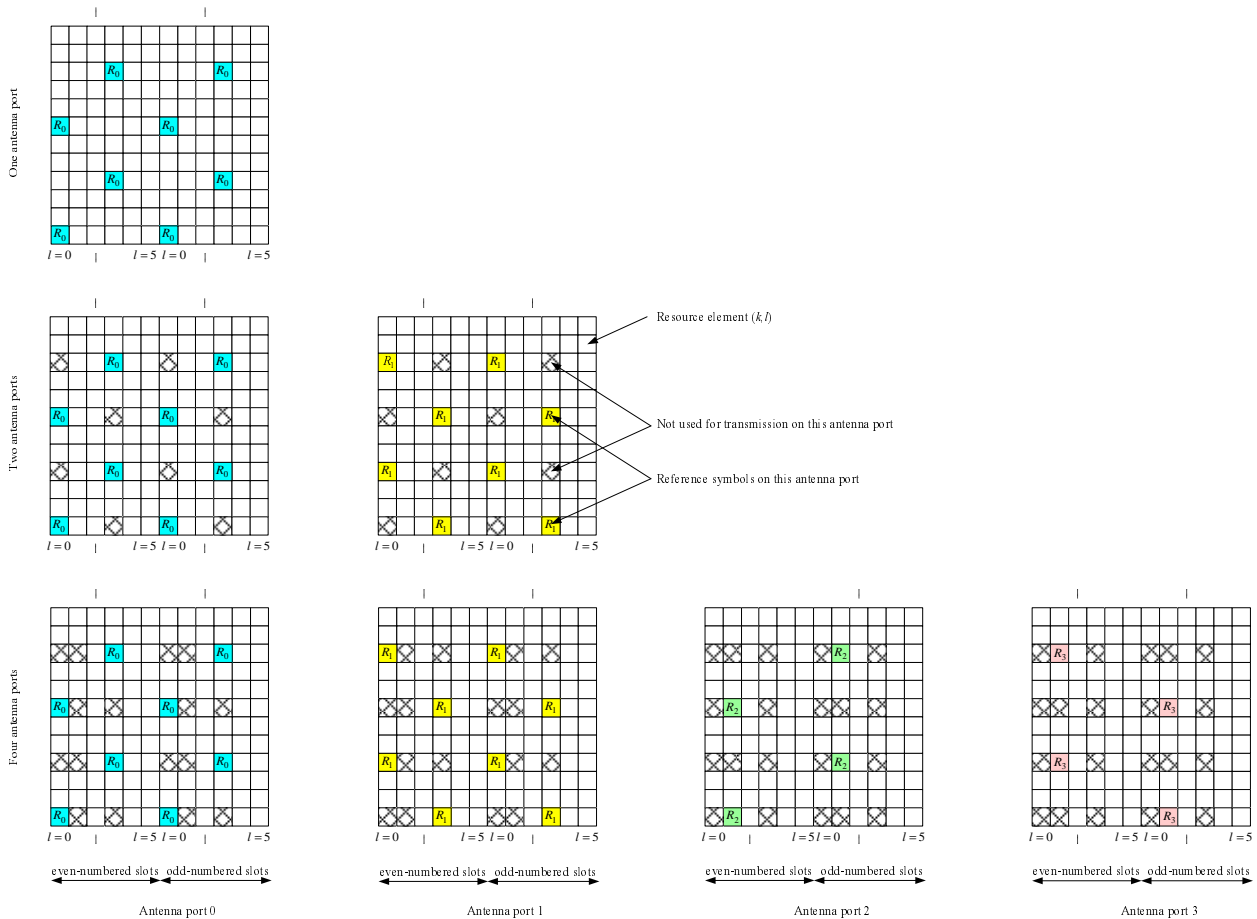 One antenna port
R0 R0
R0 R0
R0 R0
R0 R0
l = 0 l = 5 l = 0 l = 5
Two antenna ports
R0 R0
R0 R0
R0 R0
R0 R0
l = 0 l = 5 l = 0 l = 5
R1 R1
R1 R1
R1 R1
R1 R1
l = 0 l = 5 l = 0 l = 5
Resource element (k,l)
Not used for transmission on this antenna port
Reference symbols on this antenna port
Four antenna ports
R0 R0
R0 R0
R0 R0
R0 R0
l = 0 l = 5 l = 0 l = 5
even-numbered slots odd-numbered slots
Antenna port 0
R1 R1
R1 R1
R1 R1
R1 R1
l = 0 l = 5 l = 0 l = 5
even-numbered slots odd-numbered slots
Antenna port 1
R2
R2
R2
R2
l = 0 l = 5 l = 0 l = 5
even-numbered slots odd-numbered slots
Antenna port 2
R3
R3
R3
R3
l = 0 l = 5 l = 0 l = 5
even-numbered slots odd-numbered slots
Antenna port 3